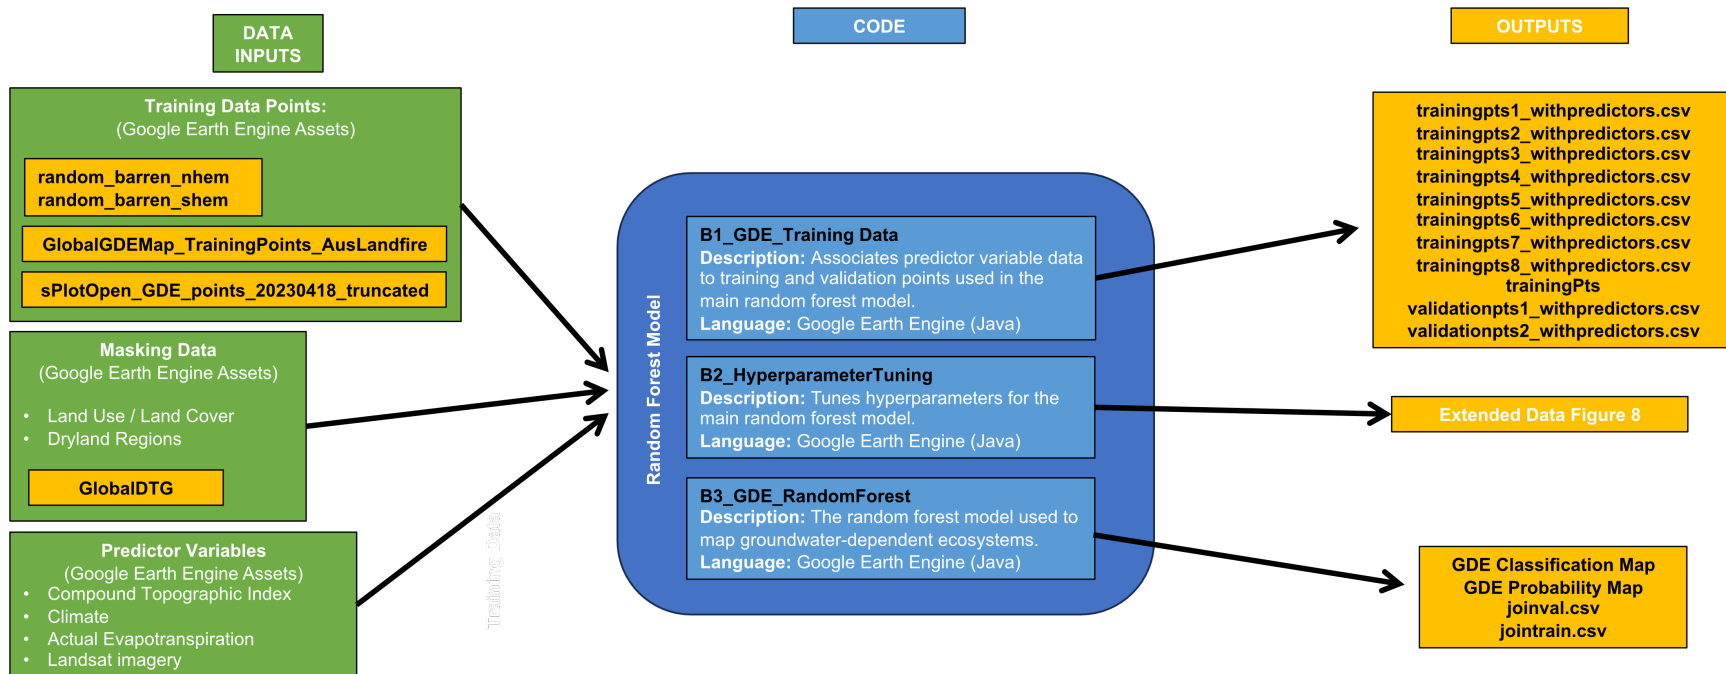 DATA
INPUTS
CODE
OUTPUTS
Training Data Points:
(Google Earth Engine Assets)
random_barren_nhem
random_barren_shem
GlobalGDEMap_TrainingPoints_AusLandfire
sPlotOpen_GDE_points_20230418_truncated
Masking Data
(Google Earth Engine Assets)
• Land Use / Land Cover
• Dryland Regions
GlobalDTG
Predictor Variables
(Google Earth Engine Assets)
• Compound Topographic Index
• Climate
• Actual Evapotranspiration
• Landsat imagery
Training Data
Random Forest Model
B1_GDE_Training Data
Description: Associates predictor variable data
to training and validation points used in the
main random forest model.
Language: Google Earth Engine (Java)
B2_HyperparameterTuning
Description: Tunes hyperparameters for the
main random forest model.
Language: Google Earth Engine (Java)
B3_GDE_RandomForest
Description: The random forest model used to
map groundwater-dependent ecosystems.
Language: Google Earth Engine (Java)
trainingpts1_withpredictors.csv
trainingpts2_withpredictors.csv
trainingpts3_withpredictors.csv
trainingpts4_withpredictors.csv
trainingpts5_withpredictors.csv
trainingpts6_withpredictors.csv
trainingpts7_withpredictors.csv
trainingpts8_withpredictors.csv
trainingPts
validationpts1_withpredictors.csv
validationpts2_withpredictors.csv
Extended Data Figure 8
GDE Classification Map
GDE Probability Map
joinval.csv
jointrain.csv